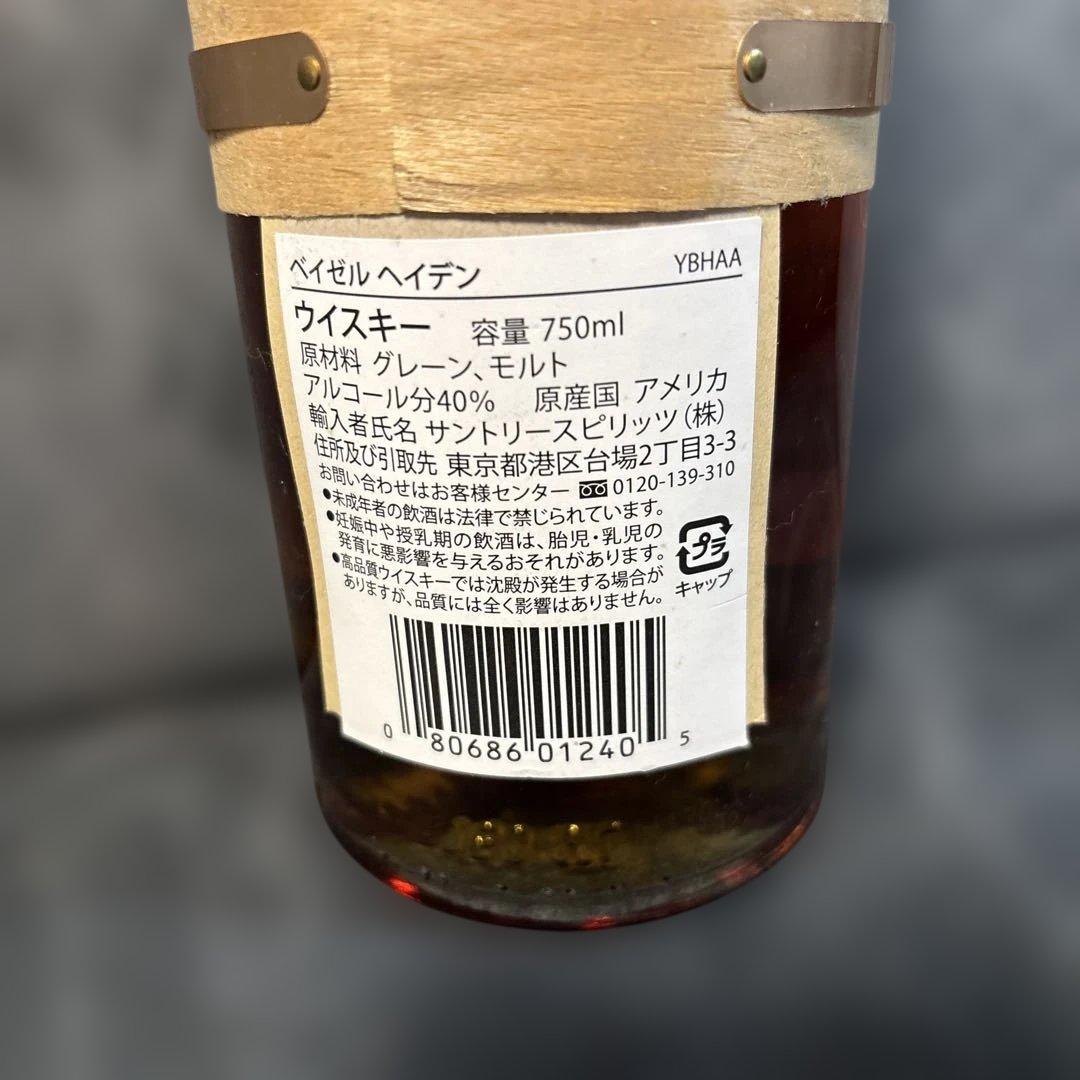 ベイゼル ヘイデン YBHAA
ウイスキー 容量 750ml
原材料 グレーン、モルト
アルコール分40% 原産国 アメリカ
輸入者氏名 サントリースピリッツ(株)
住所及び引取先 東京都港区台場2丁目3-3
お問い合わせはお客様センター 0120-139-310
●未成年者の飲酒は法律で禁じられています。
●妊娠中や授乳期の飲酒は、胎児・乳児の
発育に悪影響を与えるおそれがあります。
●高品質ウイスキーでは沈殿が発生する場合が
ありますが、品質には全く影響はありません。
プラ
キャップ
0 80686 01240 5